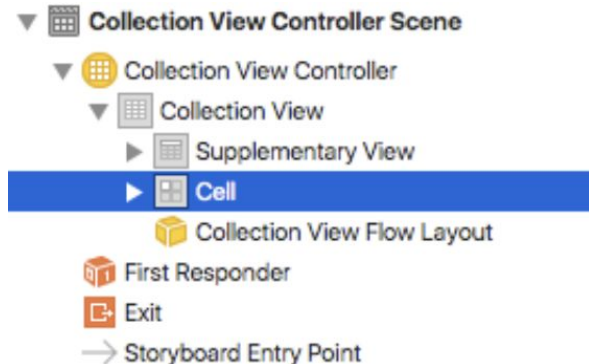 Collection View Controller Scene
Collection View Controller
Collection View
Supplementary View
Cell
Collection View Flow Layout
First Responder
Exit
Storyboard Entry Point